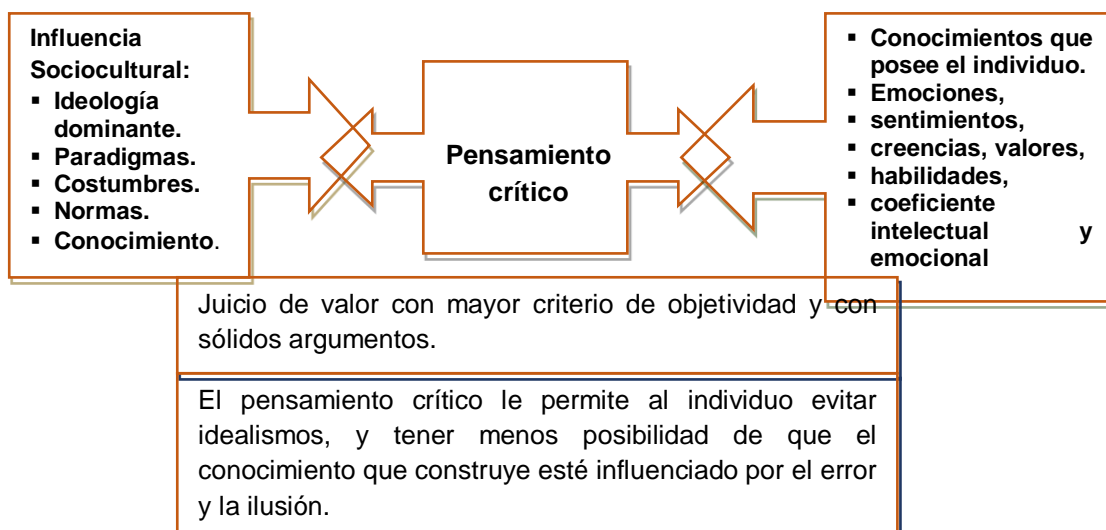 Influencia
Sociocultural:
▪ Ideología
dominante.
▪ Paradigmas.
▪ Costumbres.
▪ Normas.
▪ Conocimiento.
Pensamiento
crítico
▪ Conocimientos que
posee el individuo.
▪ Emociones,
▪ sentimientos,
▪ creencias, valores,
▪ habilidades,
▪ coeficiente
intelectual y
emocional
Juicio de valor con mayor criterio de objetividad y con
sólidos argumentos.
El pensamiento crítico le permite al individuo evitar
idealismos, y tener menos posibilidad de que el
conocimiento que construye esté influenciado por el error
y la ilusión.